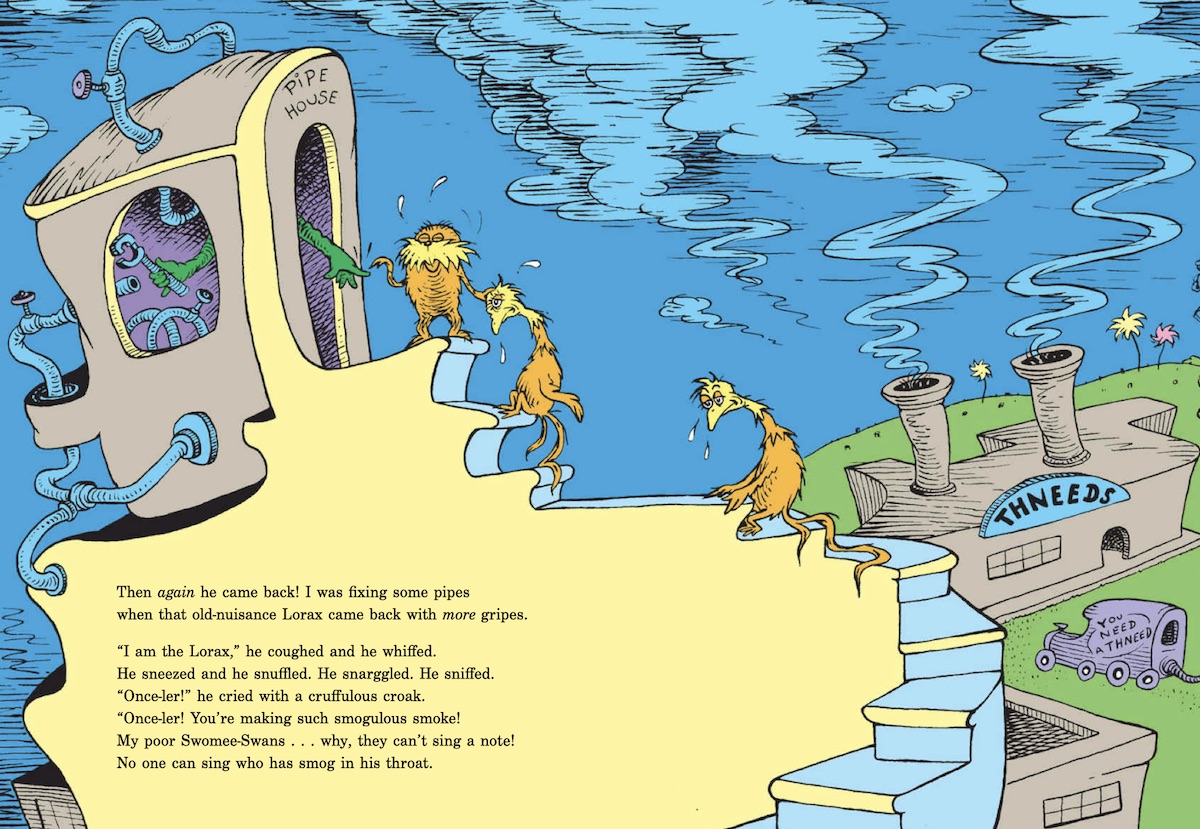 PiPE
HOUSE
THNEEDS
YOU
NEED
A THNEED
Then again he came back! I was fixing some pipes
when that old-nuisance Lorax came back with more gripes.
“I am the Lorax,” he coughed and he whiffed.
He sneezed and he snuffled. He snarggled. He sniffed.
“Once-ler!” he cried with a cruffulous croak.
“Once-ler! You’re making such smogulous smoke!
My poor Swomee-Swans . . . why, they can’t sing a note!
No one can sing who has smog in his throat.